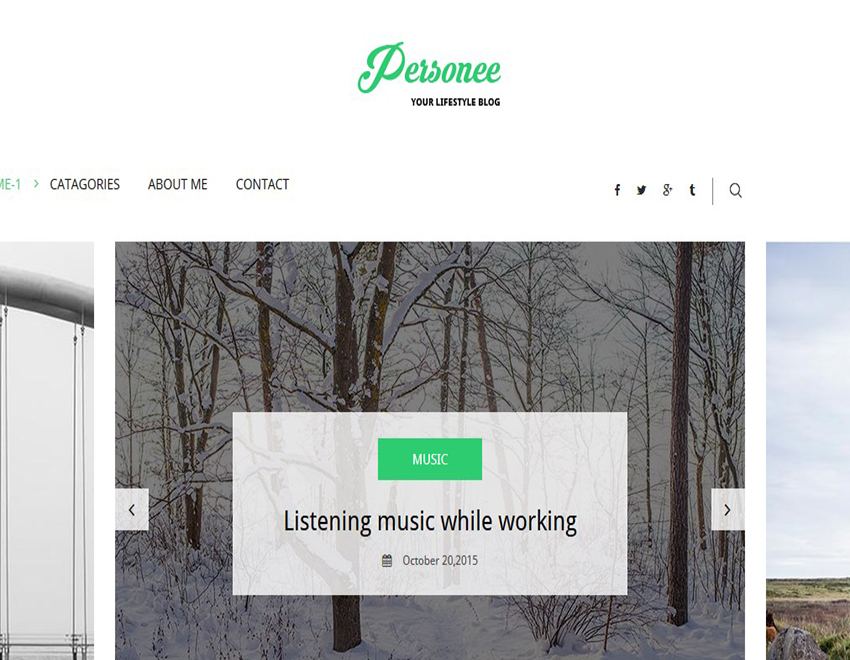 Personee
YOUR LIFESTYLE BLOG
ME-1 CATAGORIES ABOUT ME CONTACT
MUSIC
Listening music while working
October 20,2015